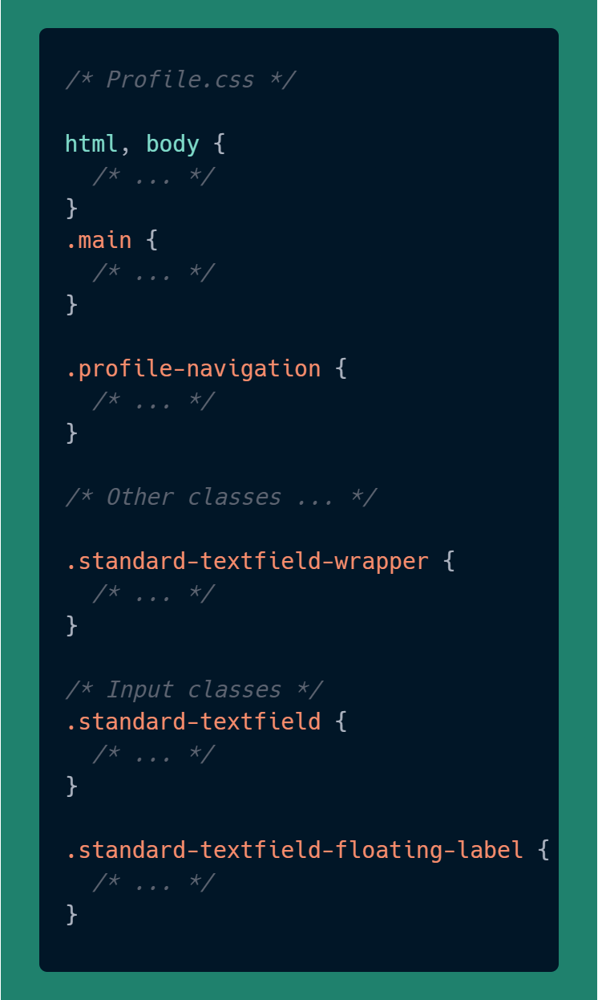 /* Profile.css */
html, body {
/* ... */
}
.main {
/* ... */
}
.profile-navigation {
/* ... */
}
/* Other classes ... */
.standard-textfield-wrapper {
/* ... */
}
/* Input classes */
.standard-textfield {
/* ... */
}
.standard-textfield-floating-label {
/* ... */
}